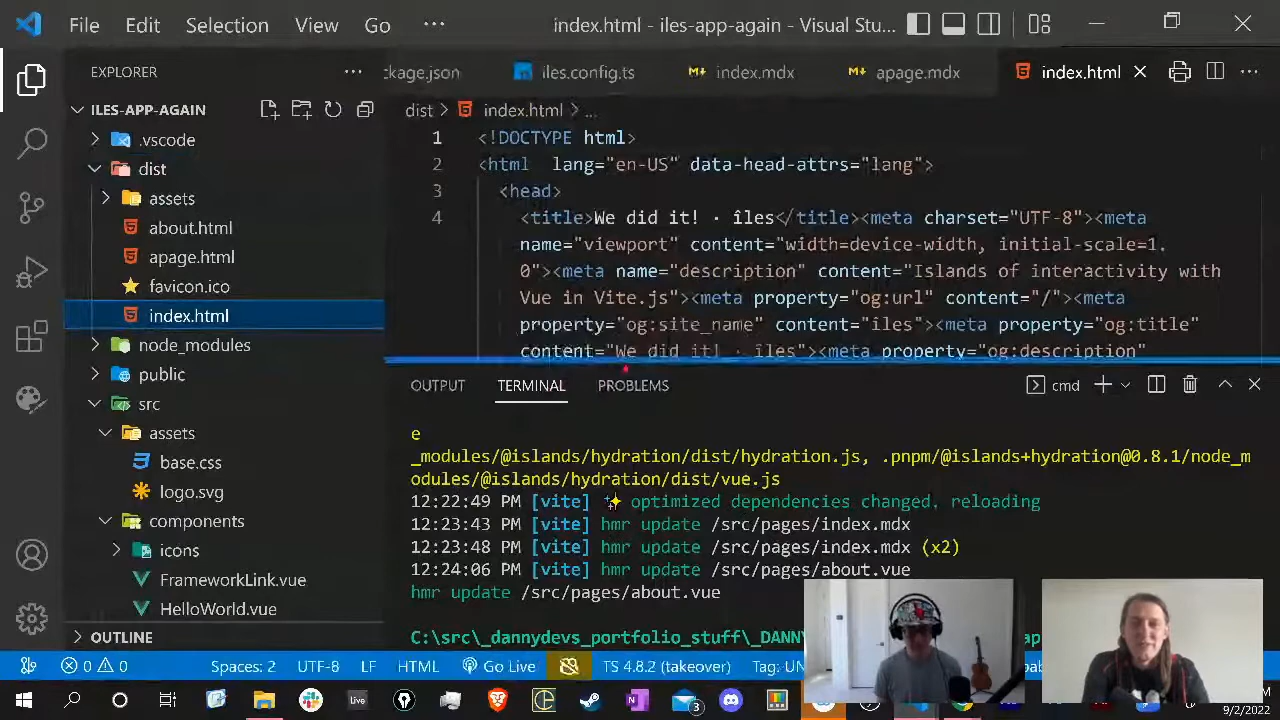 File Edit Selection View Go ··· index.html - iles-app-again - Visual Stu...
EXPLORER ···
ckage.json iles.config.ts index.mdx apage.mdx index.html
ILES-APP-AGAIN
.vscode
dist
assets
about.html
apage.html
favicon.ico
index.html
node_modules
public
src
assets
base.css
logo.svg
components
icons
FrameworkLink.vue
HelloWorld.vue
OUTLINE
dist > index.html > ...
1 <!DOCTYPE html>
2 <html lang="en-US" data-head-attrs="lang">
3 <head>
4 <title>We did it! · îles</title><meta charset="UTF-8"><meta
name="viewport" content="width=device-width, initial-scale=1.
0"><meta name="description" content="Islands of interactivity with
Vue in Vite.js"><meta property="og:url" content="/"><meta
property="og:site_name" content="îles"><meta property="og:title"
content="We did it! · îles"><meta property="og:description"
OUTPUT TERMINAL PROBLEMS cmd
e
_modules/@islands/hydration/dist/hydration.js, .pnpm/@islands+hydration@0.8.1/node_m
odules/@islands/hydration/dist/vue.js
12:22:49 PM [vite] ✨ optimized dependencies changed. reloading
12:23:43 PM [vite] hmr update /src/pages/index.mdx
12:23:48 PM [vite] hmr update /src/pages/index.mdx (x2)
12:24:06 PM [vite] hmr update /src/pages/about.vue
hmr update /src/pages/about.vue
C:\src\_dannydevs_portfolio_stuff\_DANN
0 0 Spaces: 2 UTF-8 LF HTML Go Live TS 4.8.2 (takeover) Tag: UN
Live 3
9/2/2022